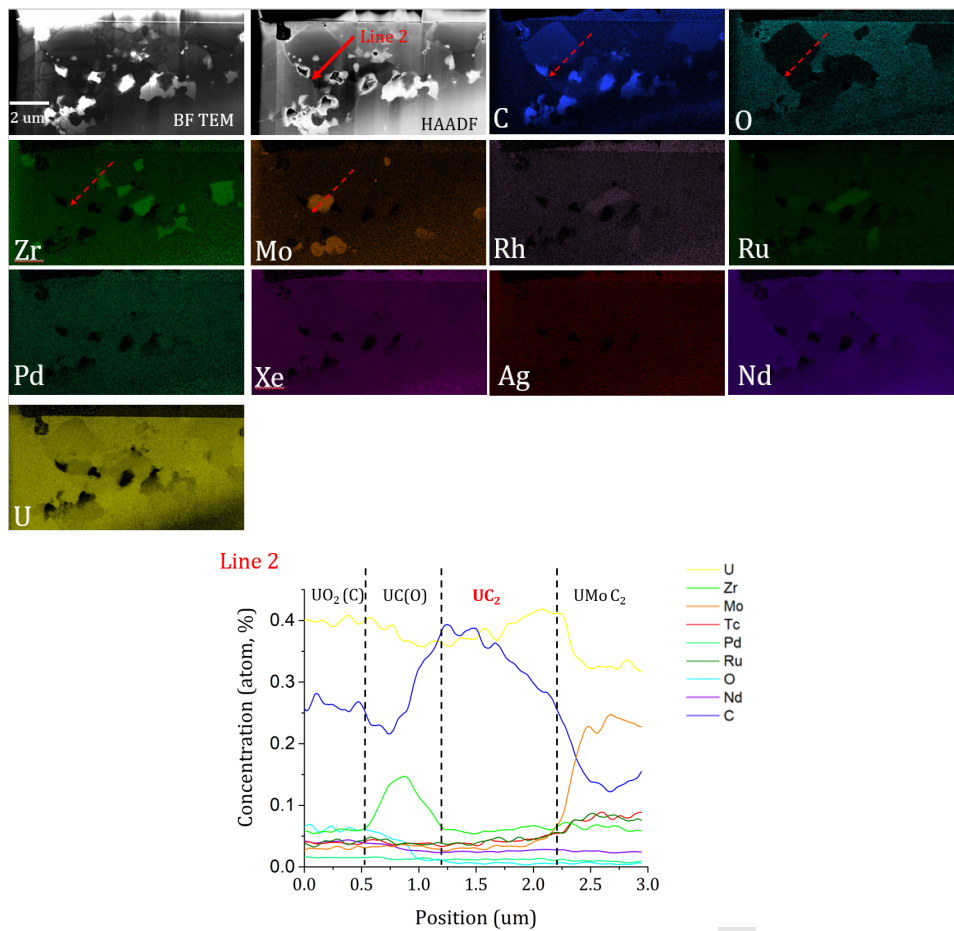 Line 2
2 um
BF TEM
HAADF
C
O
Zr
Mo
Rh
Ru
Pd
Xe
Ag
Nd
U
Line 2
UO₂ (C)
UC(O)
UC₂
UMo C₂
U
Zr
Mo
Tc
Pd
Ru
O
Nd
C
Concentration (atom, %)
0.4
0.3
0.2
0.1
0.0
0.0
0.5
1.0
1.5
2.0
2.5
3.0
Position (um)